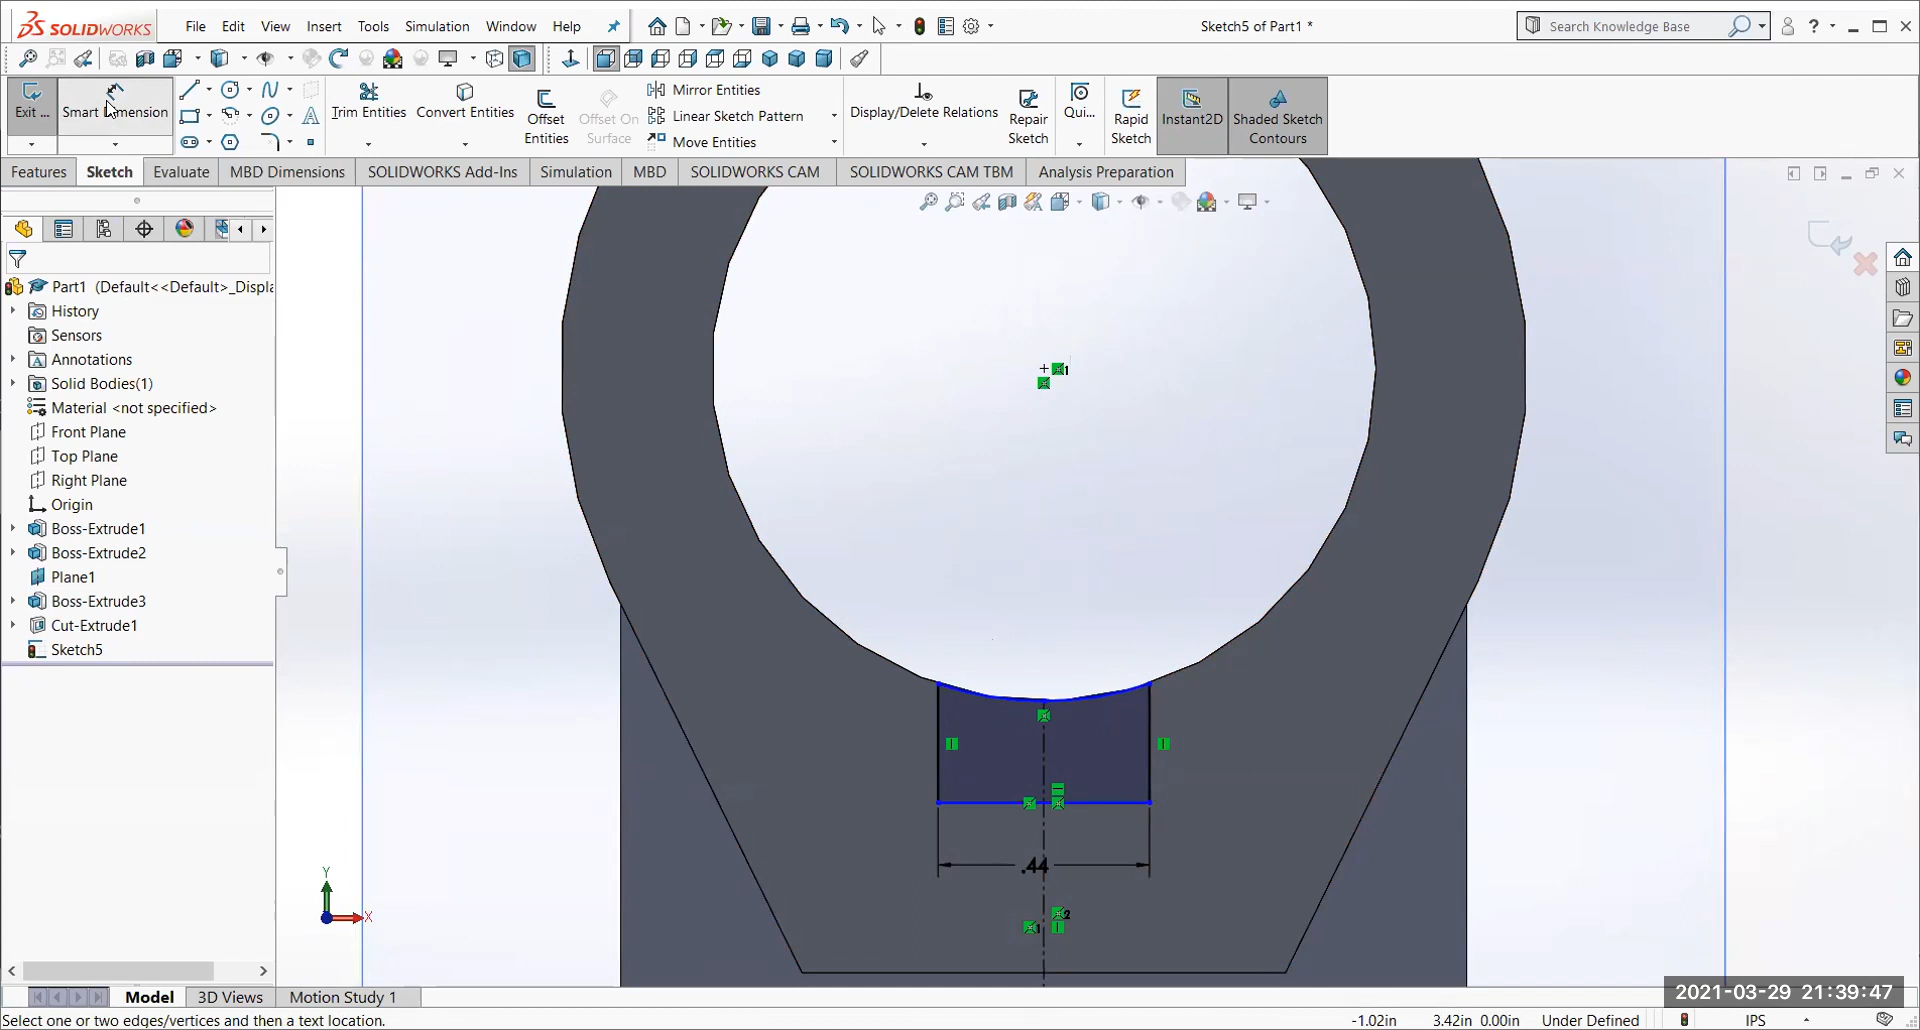 SOLIDWORKS File Edit View Insert Tools Simulation Window Help Sketch5 of Part1 * Search Knowledge Base ?
Exit ... Smart Dimension Trim Entities Convert Entities Offset Entities Offset On Surface Mirror Entities Display/Delete Relations Repair Sketch Qui... Rapid Sketch Instant2D Shaded Sketch Contours
Linear Sketch Pattern
Move Entities
Features Sketch Evaluate MBD Dimensions SOLIDWORKS Add-Ins Simulation MBD SOLIDWORKS CAM SOLIDWORKS CAM TBM Analysis Preparation
Part1 (Default<<Default>_Displa
History
Sensors
Annotations
Solid Bodies(1)
Material <not specified>
Front Plane
Top Plane
Right Plane
Origin
Boss-Extrude1
Boss-Extrude2
Plane1
Boss-Extrude3
Cut-Extrude1
Sketch5
1
.44
2
1
Y
X
Model 3D Views Motion Study 1
2021-03-29 21:39:47
Select one or two edges/vertices and then a text location. -1.02in 3.42in 0.00in Under Defined IPS